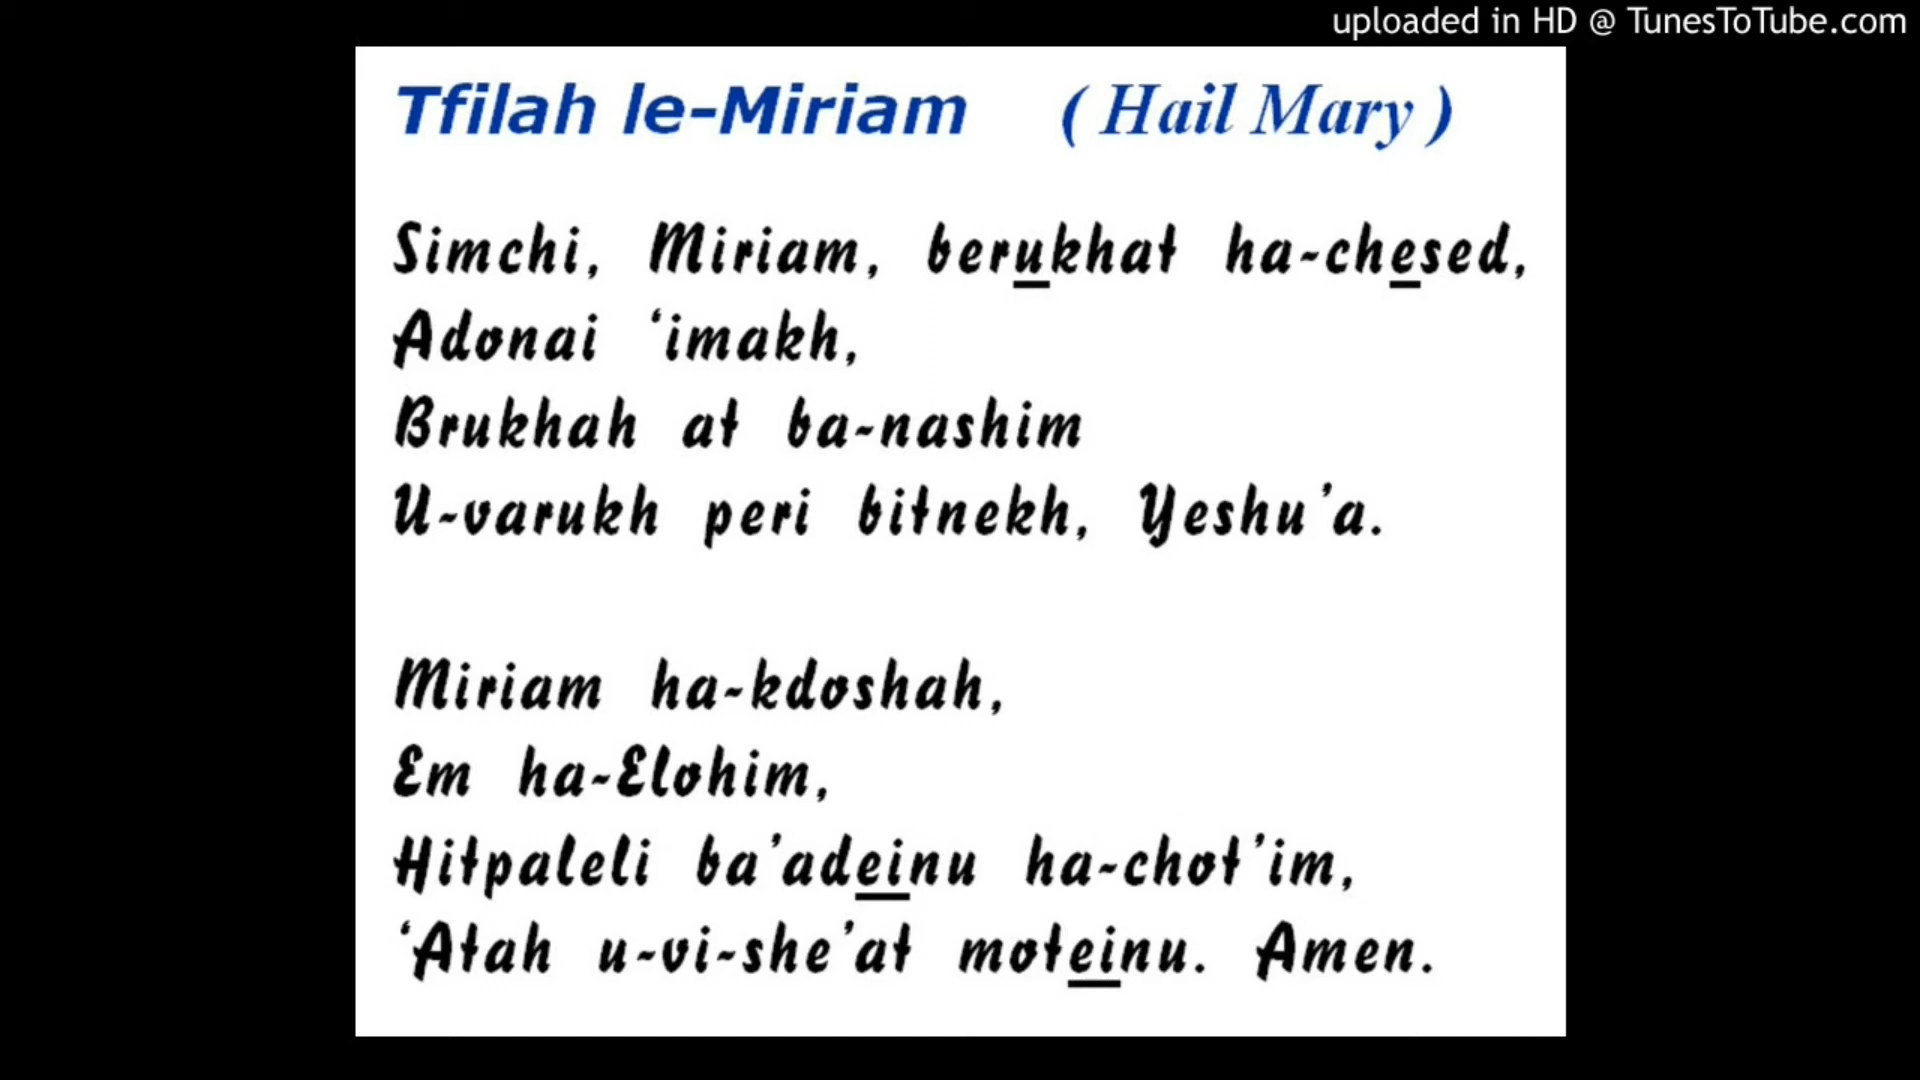 uploaded in HD @ TunesToTube.com
Tfilah le-Miriam ( Hail Mary )
Simchi, Miriam, berukhat ha-chesed,
Adonai ‘imakh,
Brukhah at ba-nashim
U-varukh peri bitnekh, Yeshu’a.
Miriam ha-kdoshah,
Em ha-Elohim,
Hitpaleli ba’adeinu ha-chot’im,
‘Atah u-vi-she’at moteinu. Amen.